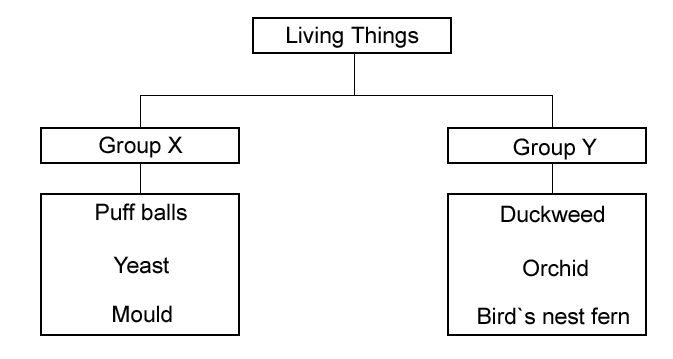 Living Things
Group X
Group Y
Puff balls
Yeast
Mould
Duckweed
Orchid
Bird`s nest fern